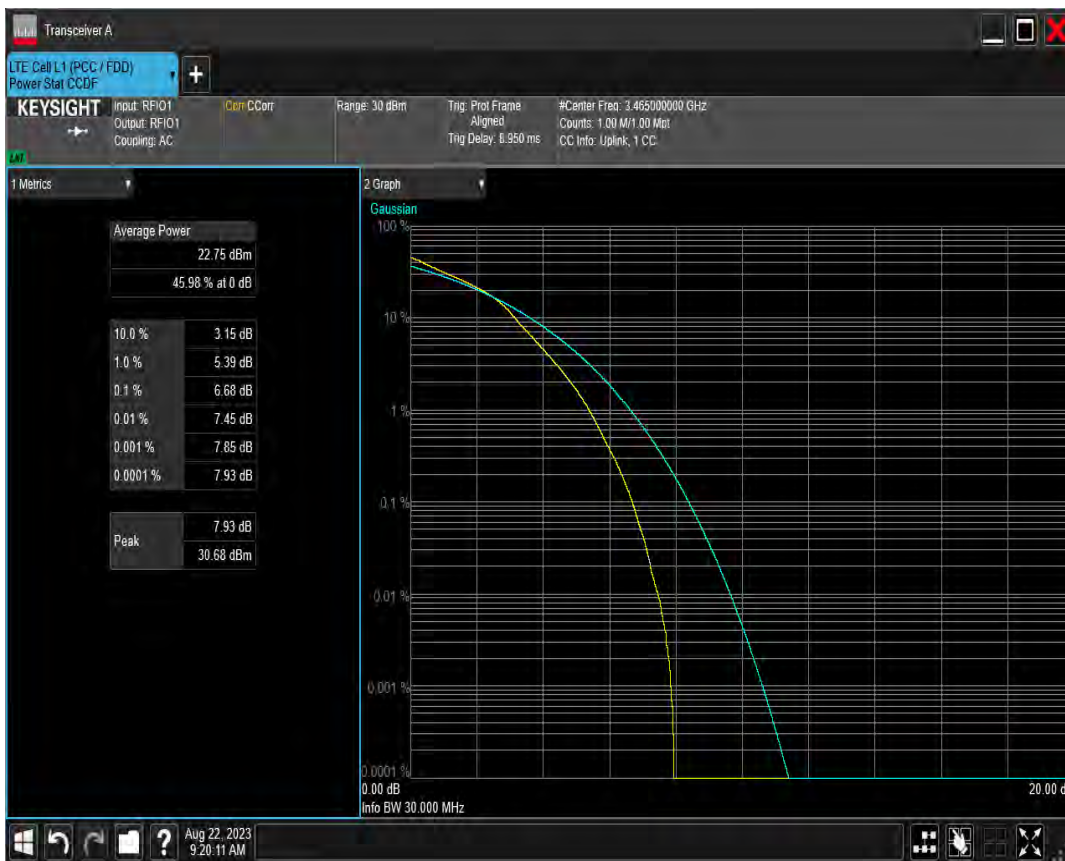 Transceiver A
LTE Cell L1 (PCC / FDD)
Power Stat CCDF
+
KEYSIGHT
Input: RFIO1
Output: RFIO1
Coupling: AC
Corr CCorr
Range: 30 dBm
Trig: Prot Frame
Aligned
Trig Delay: 8.950 ms
#Center Freq: 3.465000000 GHz
Counts: 1.00 M/1.00 Mpt
CC Info: Uplink, 1 CC
1 Metrics
Average Power
22.75 dBm
45.98 % at 0 dB
10.0 % 3.15 dB
1.0 % 5.39 dB
0.1 % 6.68 dB
0.01 % 7.45 dB
0.001 % 7.85 dB
0.0001 % 7.93 dB
Peak
7.93 dB
30.68 dBm
2 Graph
Gaussian
100 %
10 %
1 %
0.1 %
0.01 %
0.001 %
0.0001 %
0.00 dB
20.00 d
Info BW 30.000 MHz
?
Aug 22, 2023
9:20:11 AM